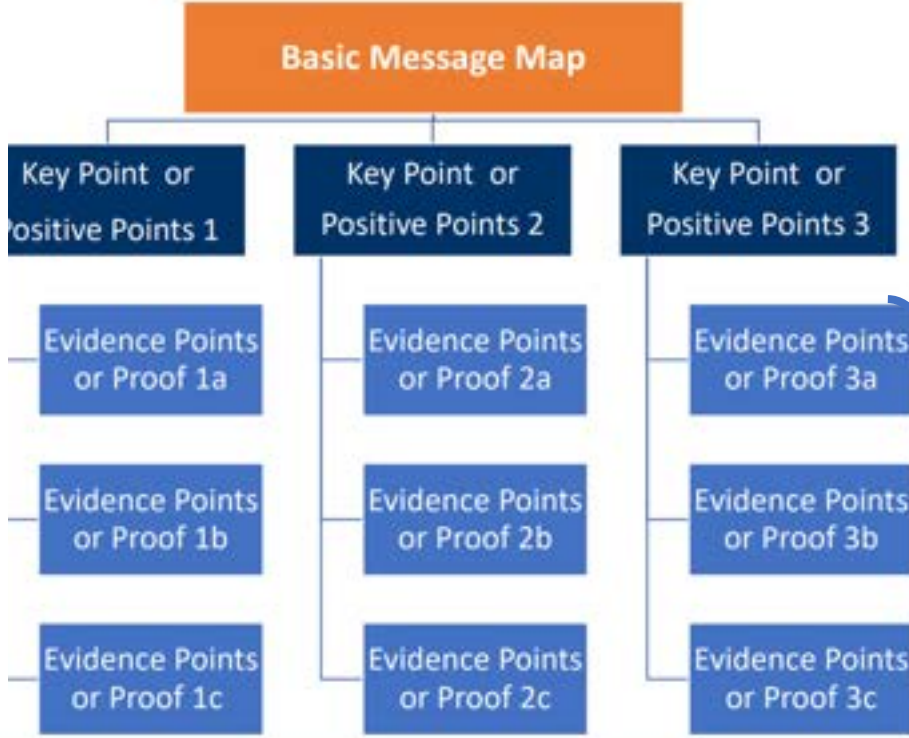 Basic Message Map
Key Point or
Positive Points 1
Key Point or
Positive Points 2
Key Point or
Positive Points 3
Evidence Points
or Proof 1a
Evidence Points
or Proof 2a
Evidence Points
or Proof 3a
Evidence Points
or Proof 1b
Evidence Points
or Proof 2b
Evidence Points
or Proof 3b
Evidence Points
or Proof 1c
Evidence Points
or Proof 2c
Evidence Points
or Proof 3c